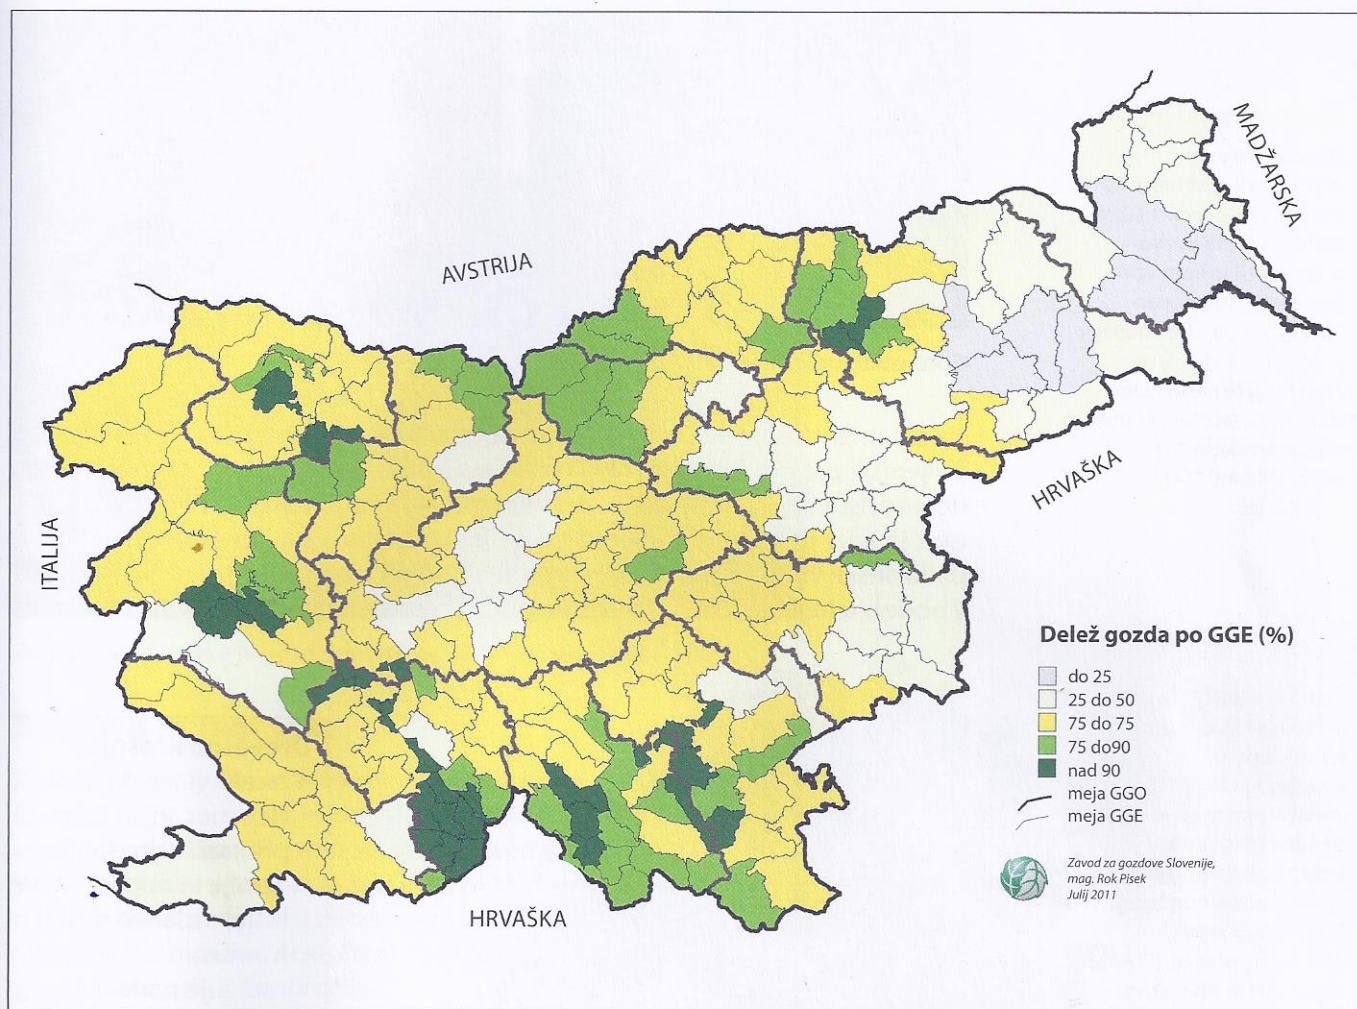 MADŽARSKA
AVSTRIJA
HRVAŠKA
ITALIJA
Delež gozda po GGE (%)
do 25
25 do 50
75 do 75
75 do90
nad 90
meja GGO
meja GGE
Zavod za gozdove Slovenije,
mag. Rok Pisek
Julij 2011
HRVAŠKA